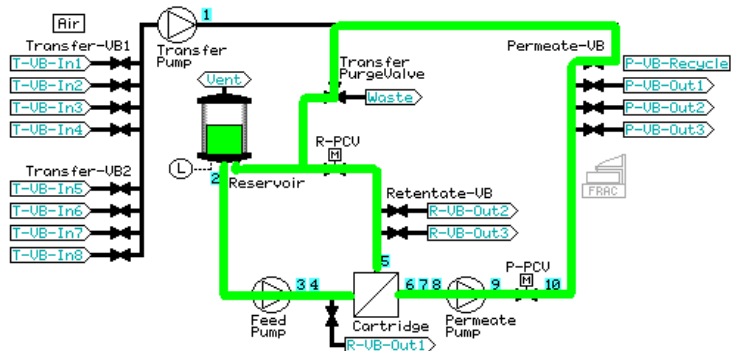 Air
1
Transfer-VB1
Transfer
Pump
T-VB-In1
T-VB-In2
T-VB-In3
T-VB-In4
Vent
Transfer
PurgeValve
Waste
Permeate-VB
P-VB-Recycle
P-VB-Out1
P-VB-Out2
P-VB-Out3
R-PCV
M
L
2
Reservoir
Transfer-VB2
T-VB-In5
T-VB-In6
T-VB-In7
T-VB-In8
Retentate-VB
R-VB-Out2
R-VB-Out3
FRAC
5
3 4
6 7 8
9
P-PCV
M
10
Feed
Pump
Cartridge
Permeate
Pump
R-VB-Out1